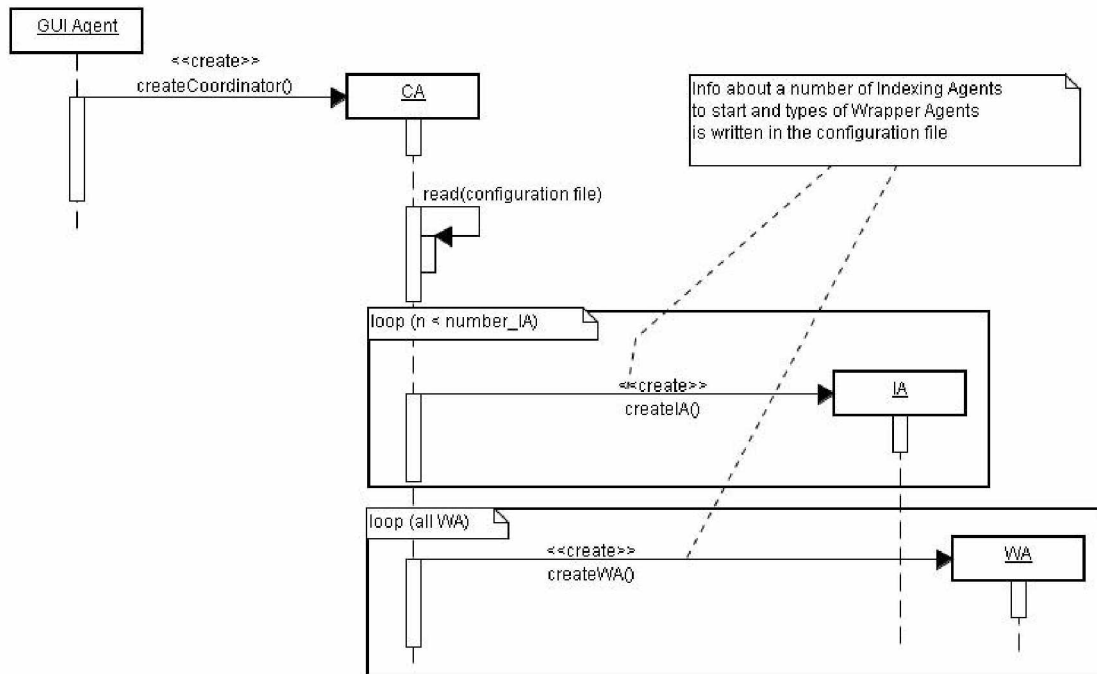 GUI Agent
<<create>>
createCoordinator()
CA
Info about a number of Indexing Agents
to start and types of Wrapper Agents
is written in the configuration file
read(configuration file)
loop (n < number_IA)
<<create>>
createIA()
IA
loop (all WA)
<<create>>
createWA()
WA